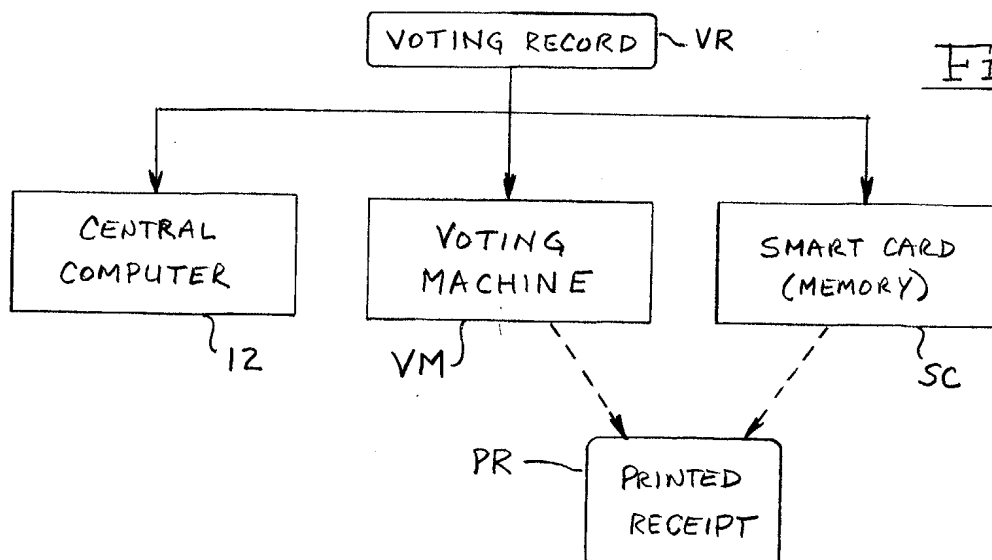 VOTING RECORD
VR
CENTRAL
COMPUTER
VOTING
MACHINE
SMART CARD
(MEMORY)
12
VM
SC
PR
PRINTED
RECEIPT